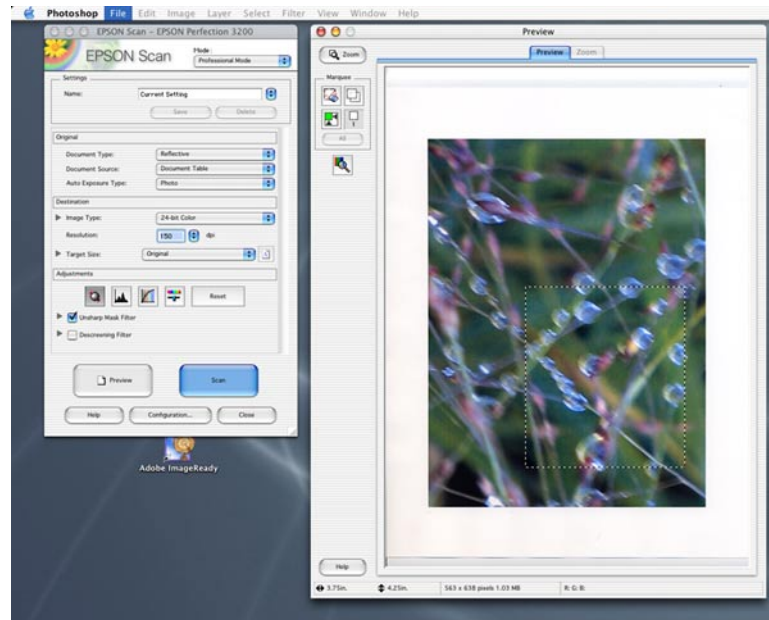 Photoshop File Edit Image Layer Select Filter View Window Help
EPSON Scan – EPSON Perfection 3200
EPSON Scan
Mode:
Professional Mode
Settings
Name: Current Setting
Save Delete
Original
Document Type: Reflective
Document Source: Document Table
Auto Exposure Type: Photo
Destination
Image Type: 24-bit Color
Resolution: 150 dpi
Target Size: Original
Adjustments
Reset
Unsharp Mask Filter
Descreening Filter
Preview Scan
Help Configuration... Close
Adobe ImageReady
Preview
Zoom
Preview Zoom
Marquee
1
All
Help
3.75in. 4.25in. 563 x 638 pixels 1.03 MB R: G: B: